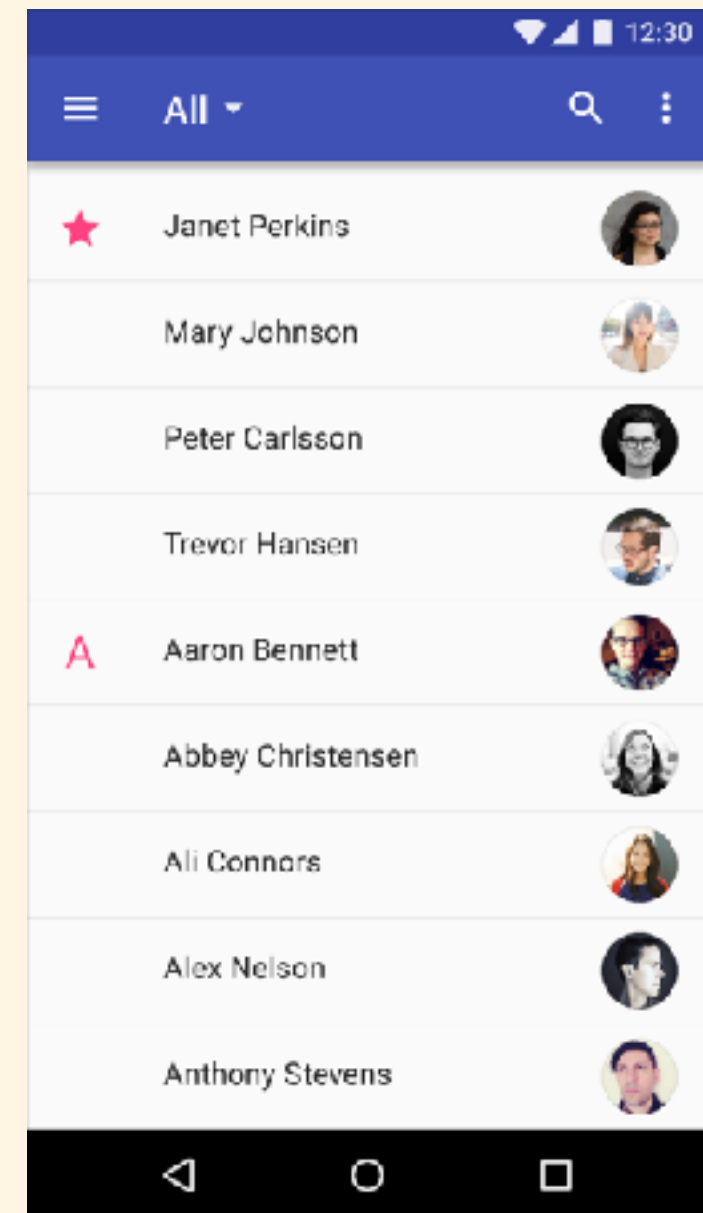 12:30
All
Janet Perkins
Mary Johnson
Peter Carlsson
Trevor Hansen
A Aaron Bennett
Abbey Christensen
Ali Connors
Alex Nelson
Anthony Stevens